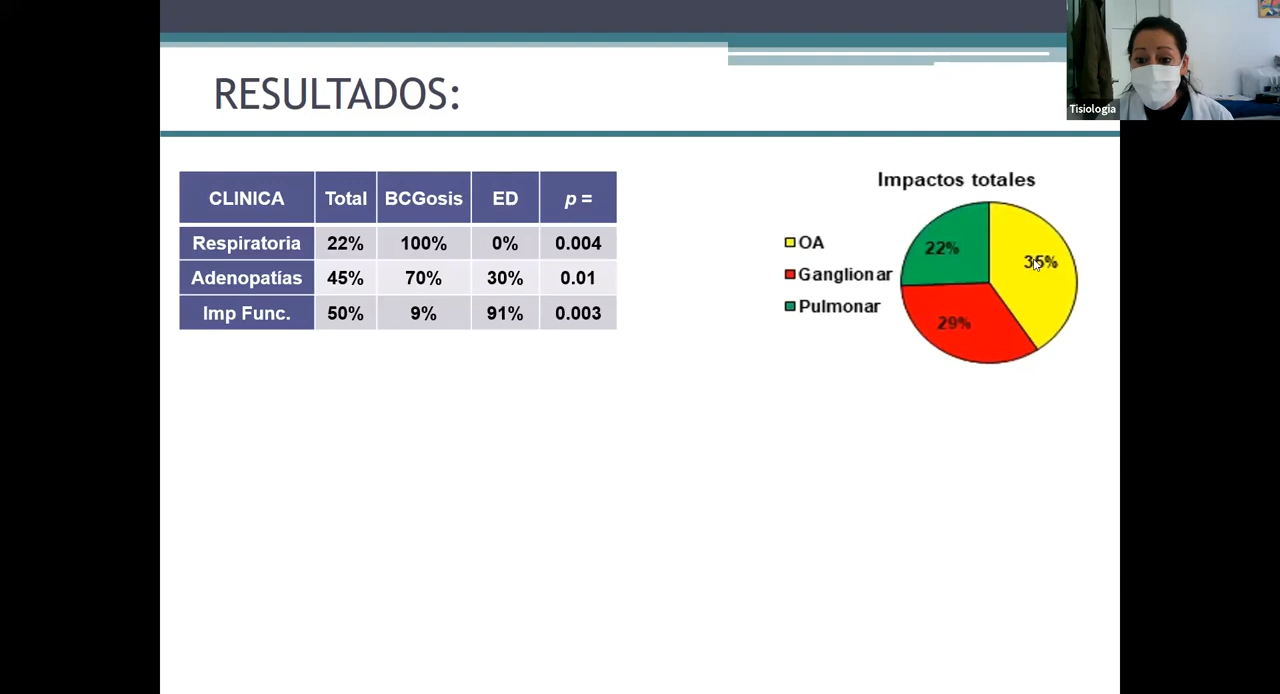 RESULTADOS:
Tisiología
CLINICA Total BCGosis ED p =
Respiratoria 22% 100% 0% 0.004
Adenopatías 45% 70% 30% 0.01
Imp Func. 50% 9% 91% 0.003
Impactos totales
OA
Ganglionar
Pulmonar
22%
35%
29%